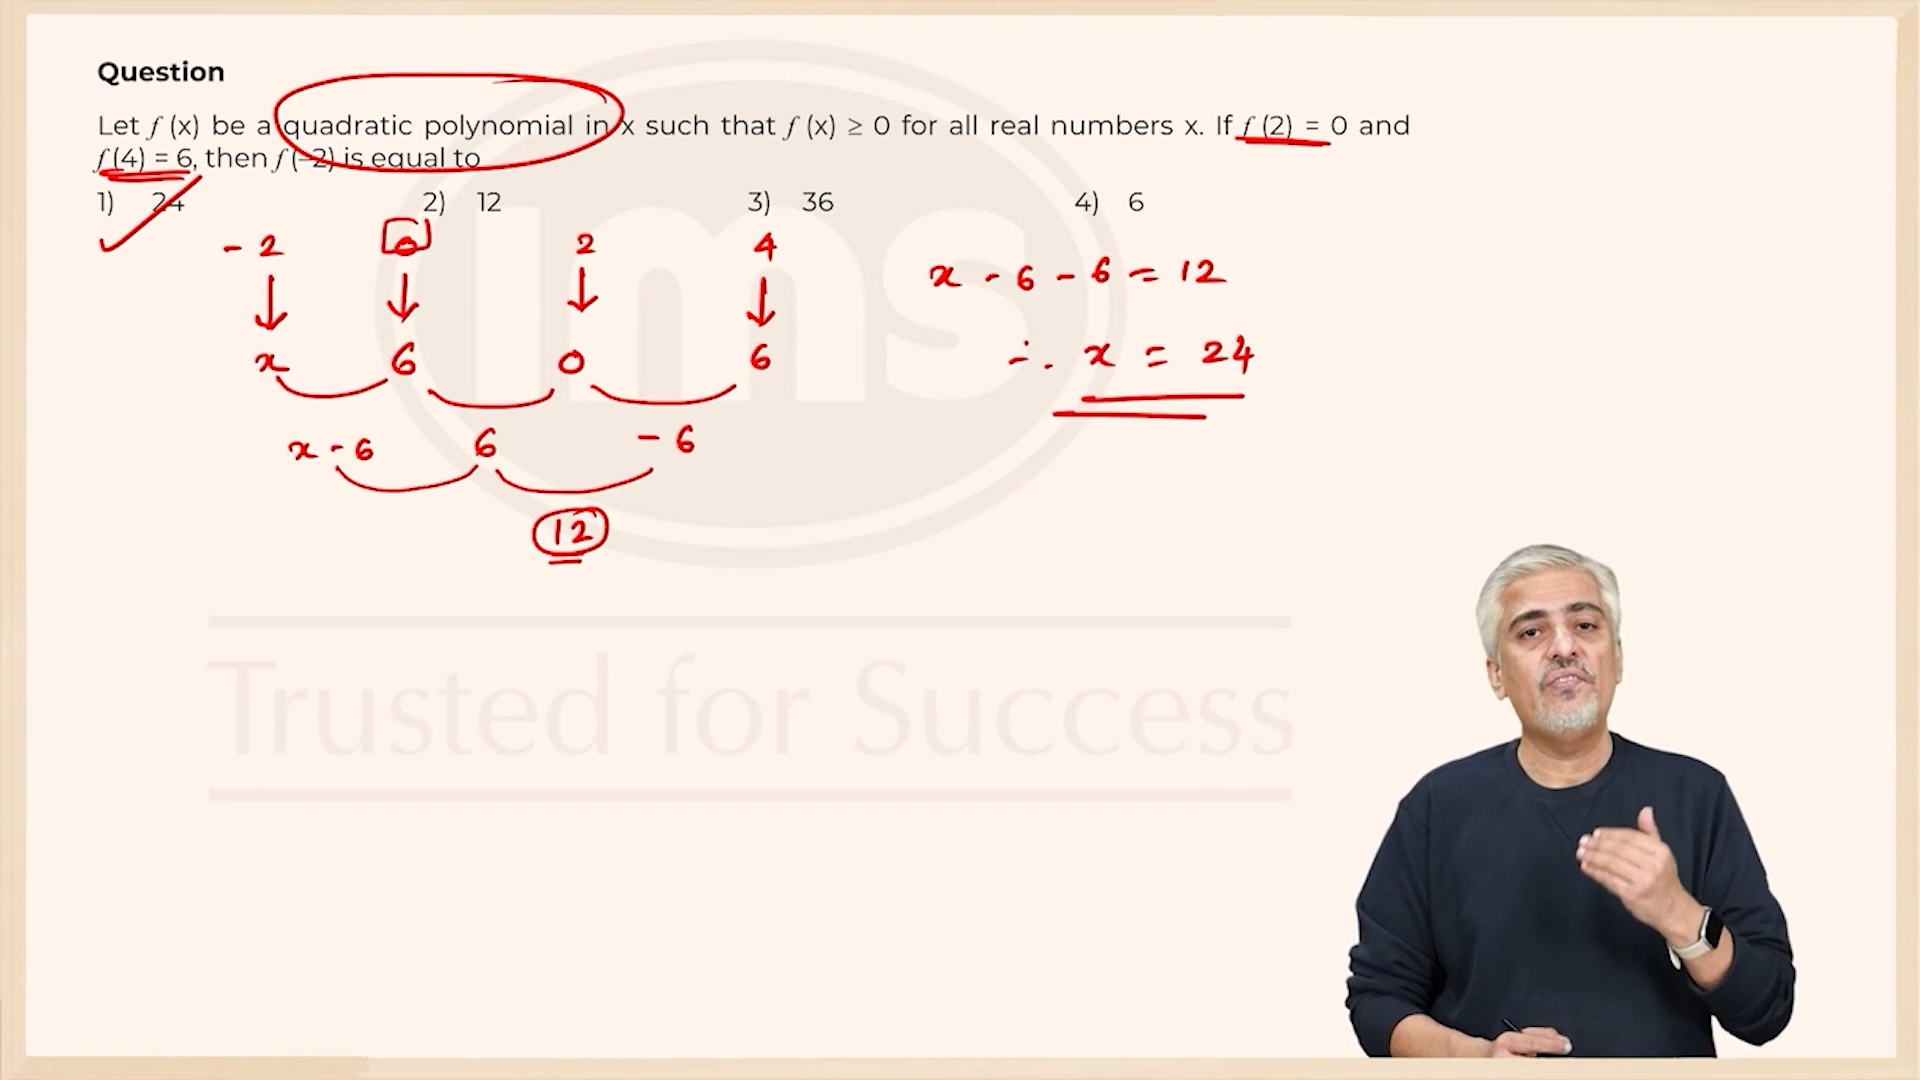 Question
Let f (x) be a quadratic polynomial in x such that f (x) ≥ 0 for all real numbers x. If f (2) = 0 and
f (4) = 6, then f (–2) is equal to
1) 24 2) 12 3) 36 4) 6
- 2 0 2 4
x 6 0 6
x - 6 6 - 6
12
x - 6 - 6 = 12
∴ x = 24
ims
Trusted for Success